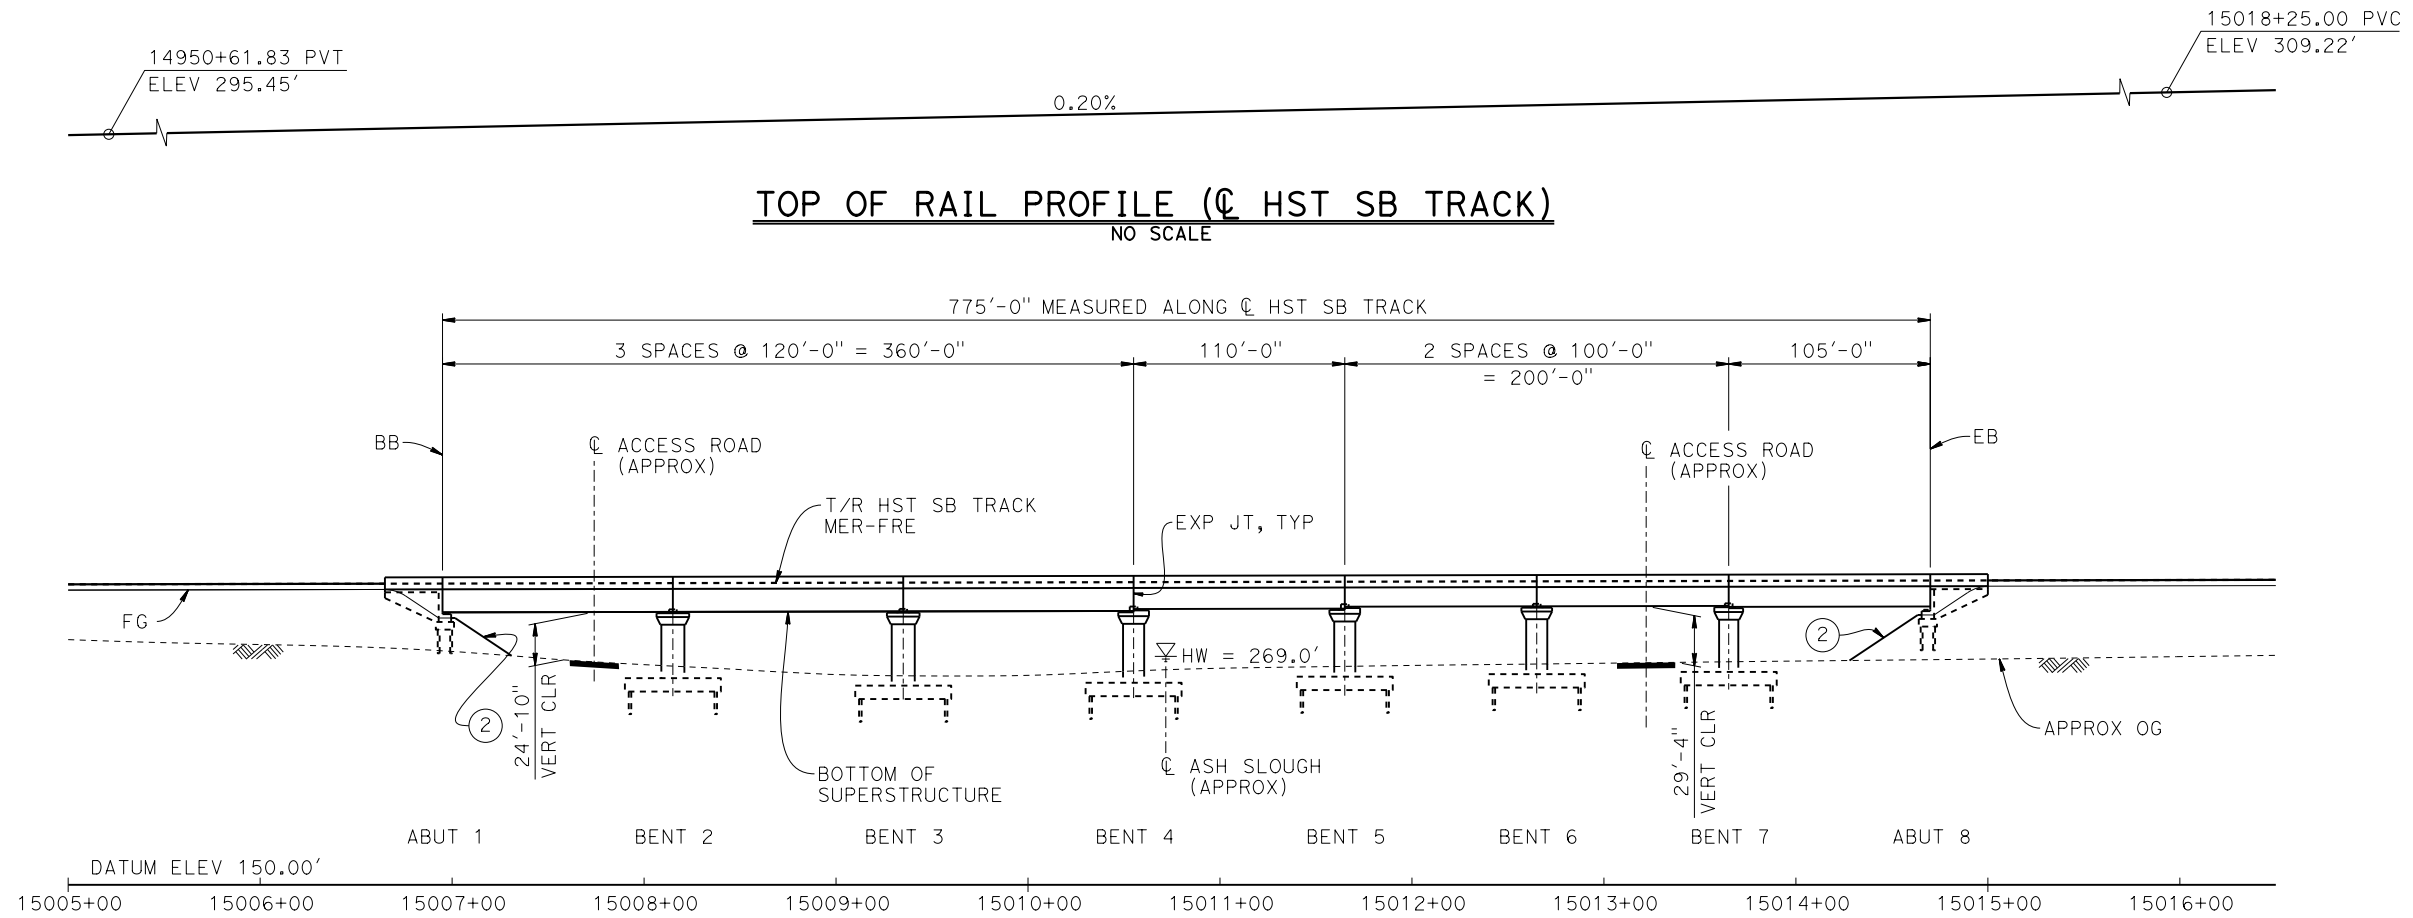 15018+25.00 PVC
ELEV 309.22'
14950+61.83 PVT
ELEV 295.45'
0.20%
TOP OF RAIL PROFILE (℄ HST SB TRACK)
NO SCALE
775'-0" MEASURED ALONG ℄ HST SB TRACK
3 SPACES @ 120'-0" = 360'-0"
110'-0"
2 SPACES @ 100'-0"
= 200'-0"
105'-0"
BB
℄ ACCESS ROAD
(APPROX)
℄ ACCESS ROAD
(APPROX)
EB
T/R HST SB TRACK
MER-FRE
EXP JT, TYP
FG
HW = 269.0'
2
2
24'-10"
VERT CLR
29'-4"
VERT CLR
APPROX OG
BOTTOM OF
SUPERSTRUCTURE
℄ ASH SLOUGH
(APPROX)
ABUT 1
BENT 2
BENT 3
BENT 4
BENT 5
BENT 6
BENT 7
ABUT 8
DATUM ELEV 150.00'
15005+00
15006+00
15007+00
15008+00
15009+00
15010+00
15011+00
15012+00
15013+00
15014+00
15015+00
15016+00